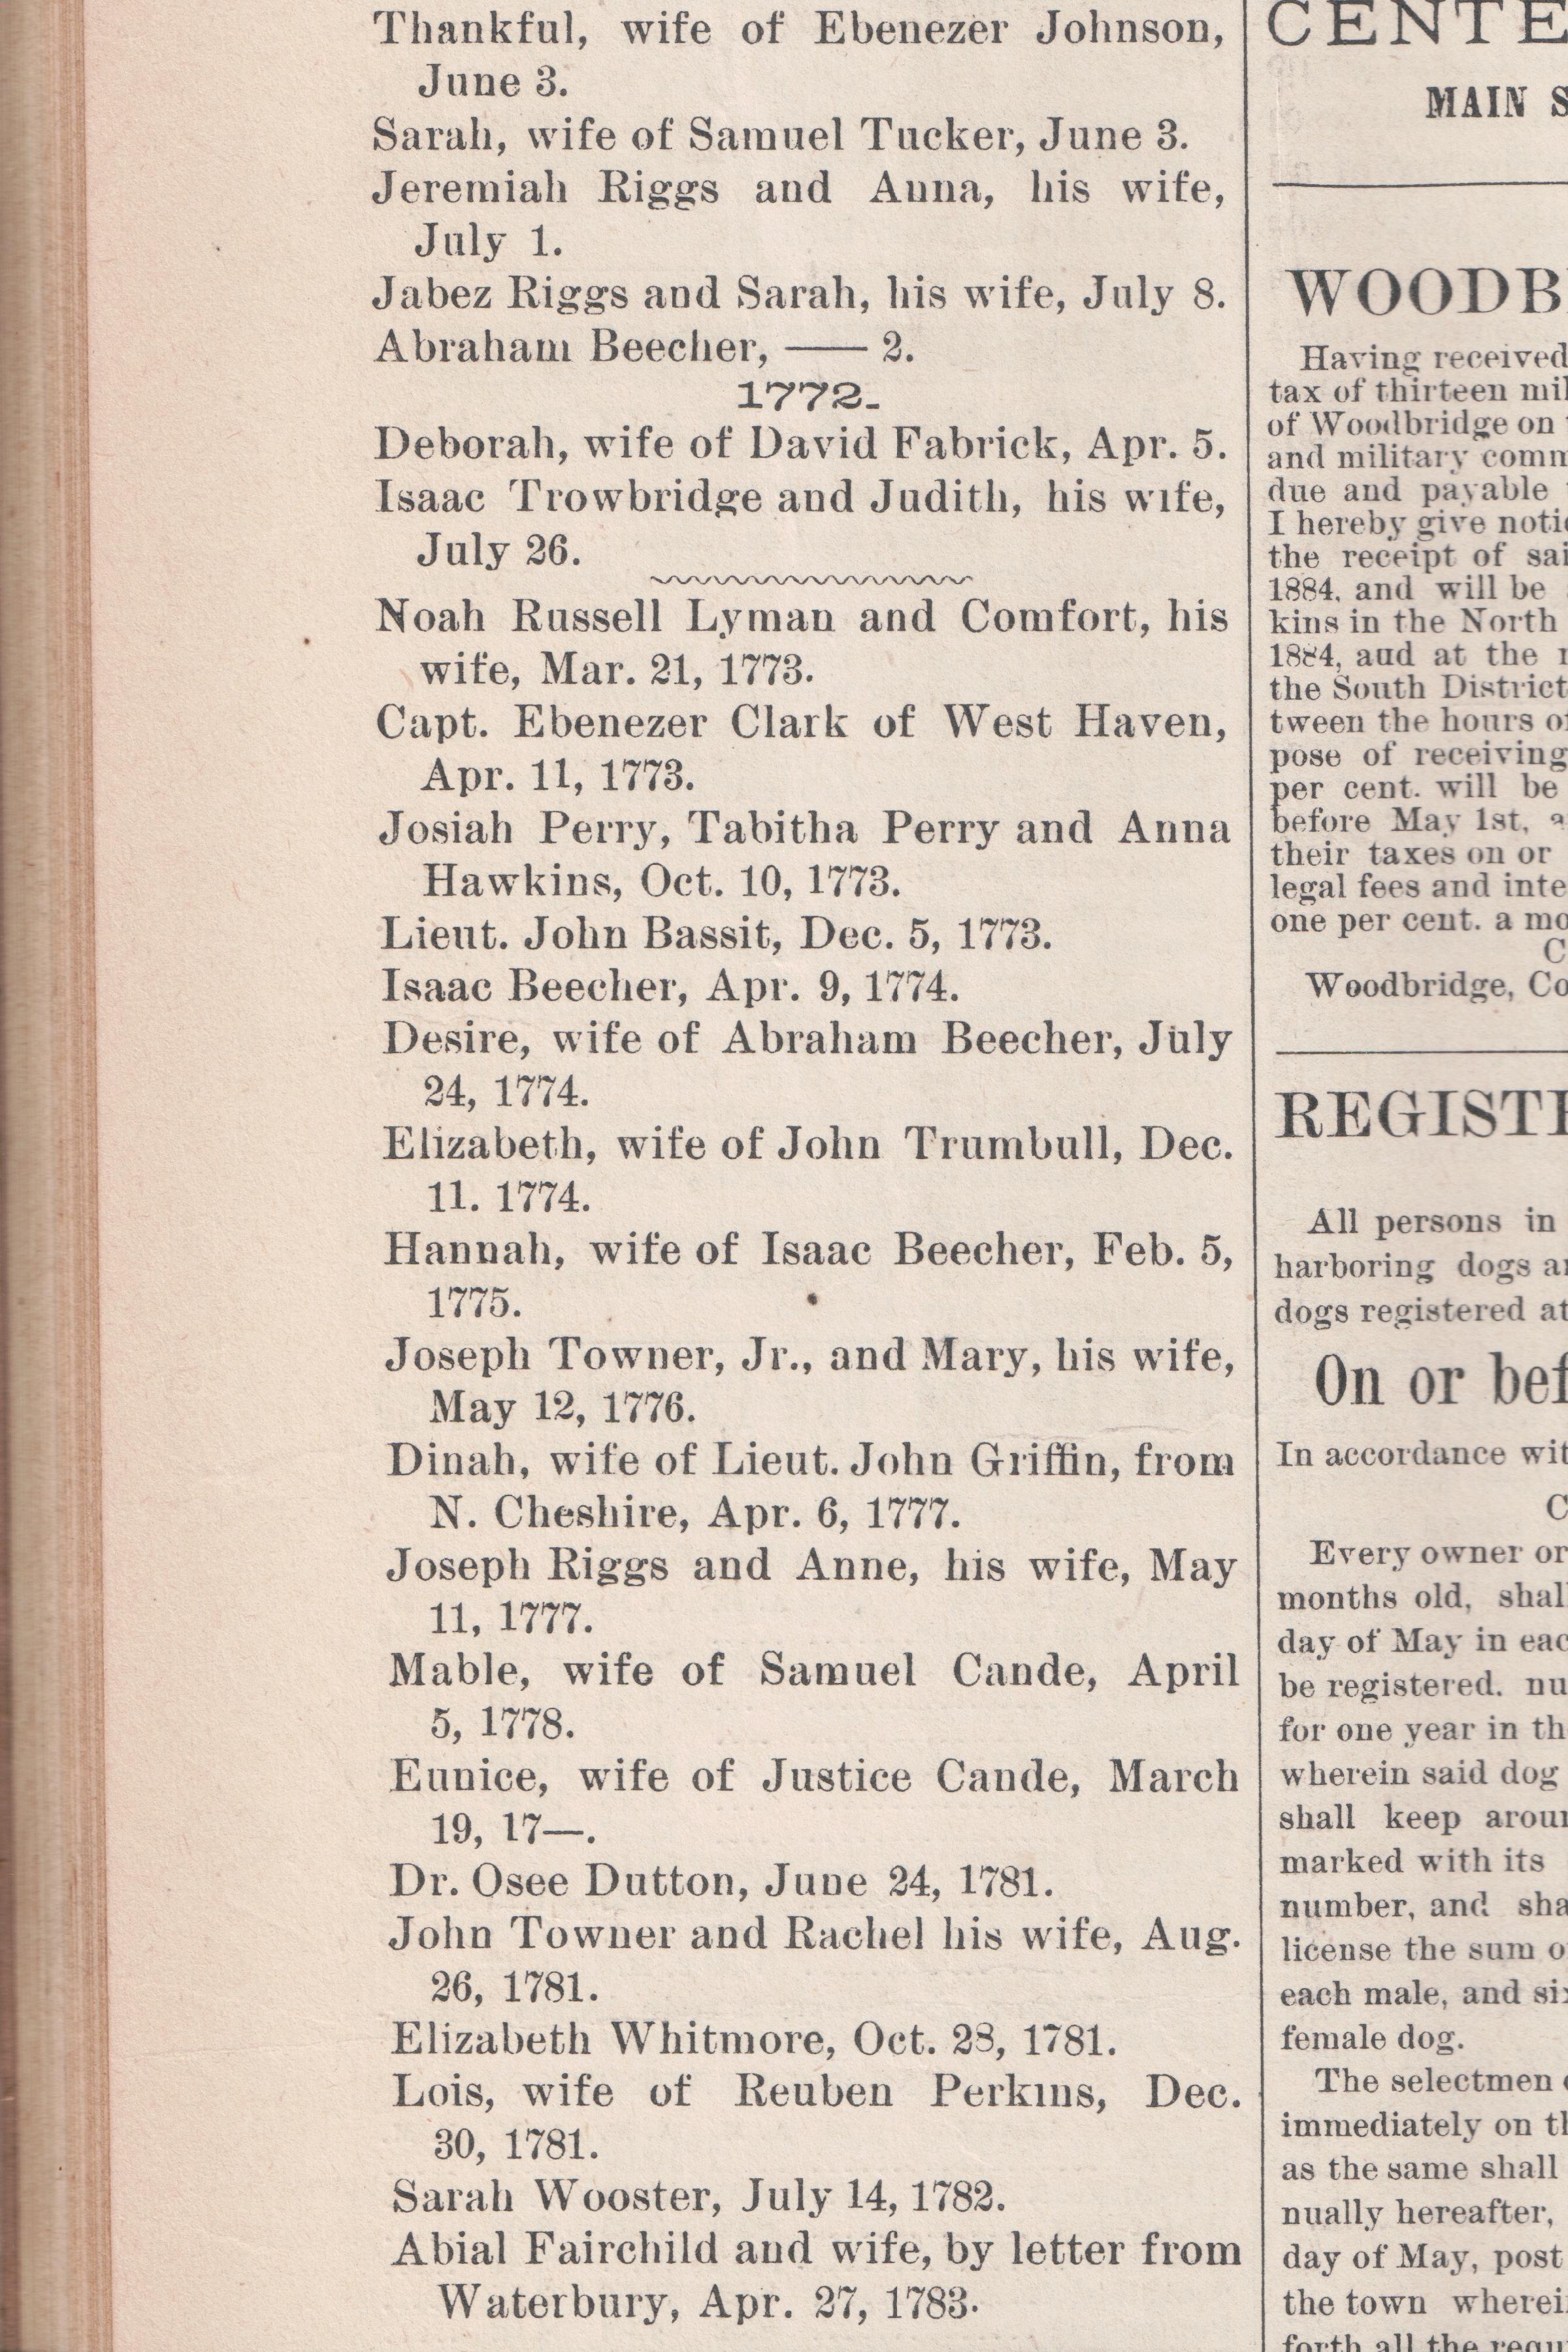 Thankful, wife of Ebenezer Johnson,
June 3.
Sarah, wife of Samuel Tucker, June 3.
Jeremiah Riggs and Anna, his wife,
July 1.
Jabez Riggs and Sarah, his wife, July 8.
Abraham Beecher, —— 2.
1772.
Deborah, wife of David Fabrick, Apr. 5.
Isaac Trowbridge and Judith, his wife,
July 26.
Noah Russell Lyman and Comfort, his
wife, Mar. 21, 1773.
Capt. Ebenezer Clark of West Haven,
Apr. 11, 1773.
Josiah Perry, Tabitha Perry and Anna
Hawkins, Oct. 10, 1773.
Lieut. John Bassit, Dec. 5, 1773.
Isaac Beecher, Apr. 9, 1774.
Desire, wife of Abraham Beecher, July
24, 1774.
Elizabeth, wife of John Trumbull, Dec.
11. 1774.
Hannah, wife of Isaac Beecher, Feb. 5,
1775.
Joseph Towner, Jr., and Mary, his wife,
May 12, 1776.
Dinah, wife of Lieut. John Griffin, from
N. Cheshire, Apr. 6, 1777.
Joseph Riggs and Anne, his wife, May
11, 1777.
Mable, wife of Samuel Cande, April
5, 1778.
Eunice, wife of Justice Cande, March
19, 17—.
Dr. Osee Dutton, June 24, 1781.
John Towner and Rachel his wife, Aug.
26, 1781.
Elizabeth Whitmore, Oct. 28, 1781.
Lois, wife of Reuben Perkins, Dec.
30, 1781.
Sarah Wooster, July 14, 1782.
Abial Fairchild and wife, by letter from
Waterbury, Apr. 27, 1783.
CENTE
MAIN S
WOODB
Having received
tax of thirteen mil
of Woodbridge on
and military comm
due and payable
I hereby give notic
the receipt of sai
1884, and will be
kins in the North
1884, and at the
the South District
tween the hours of
pose of receiving
per cent. will be
before May 1st,
their taxes on or
legal fees and inte
one per cent. a mo
C
Woodbridge, Co
REGISTE
All persons in
harboring dogs a
dogs registered at
On or bef
In accordance wit
C
Every owner or
months old, shal
day of May in eac
be registered. nu
for one year in th
wherein said dog
shall keep arou
marked with its
number, and sha
license the sum o
each male, and si
female dog.
The selectmen
immediately on th
as the same shall
nually hereafter,
day of May, post
the town wherei
forth all the requ